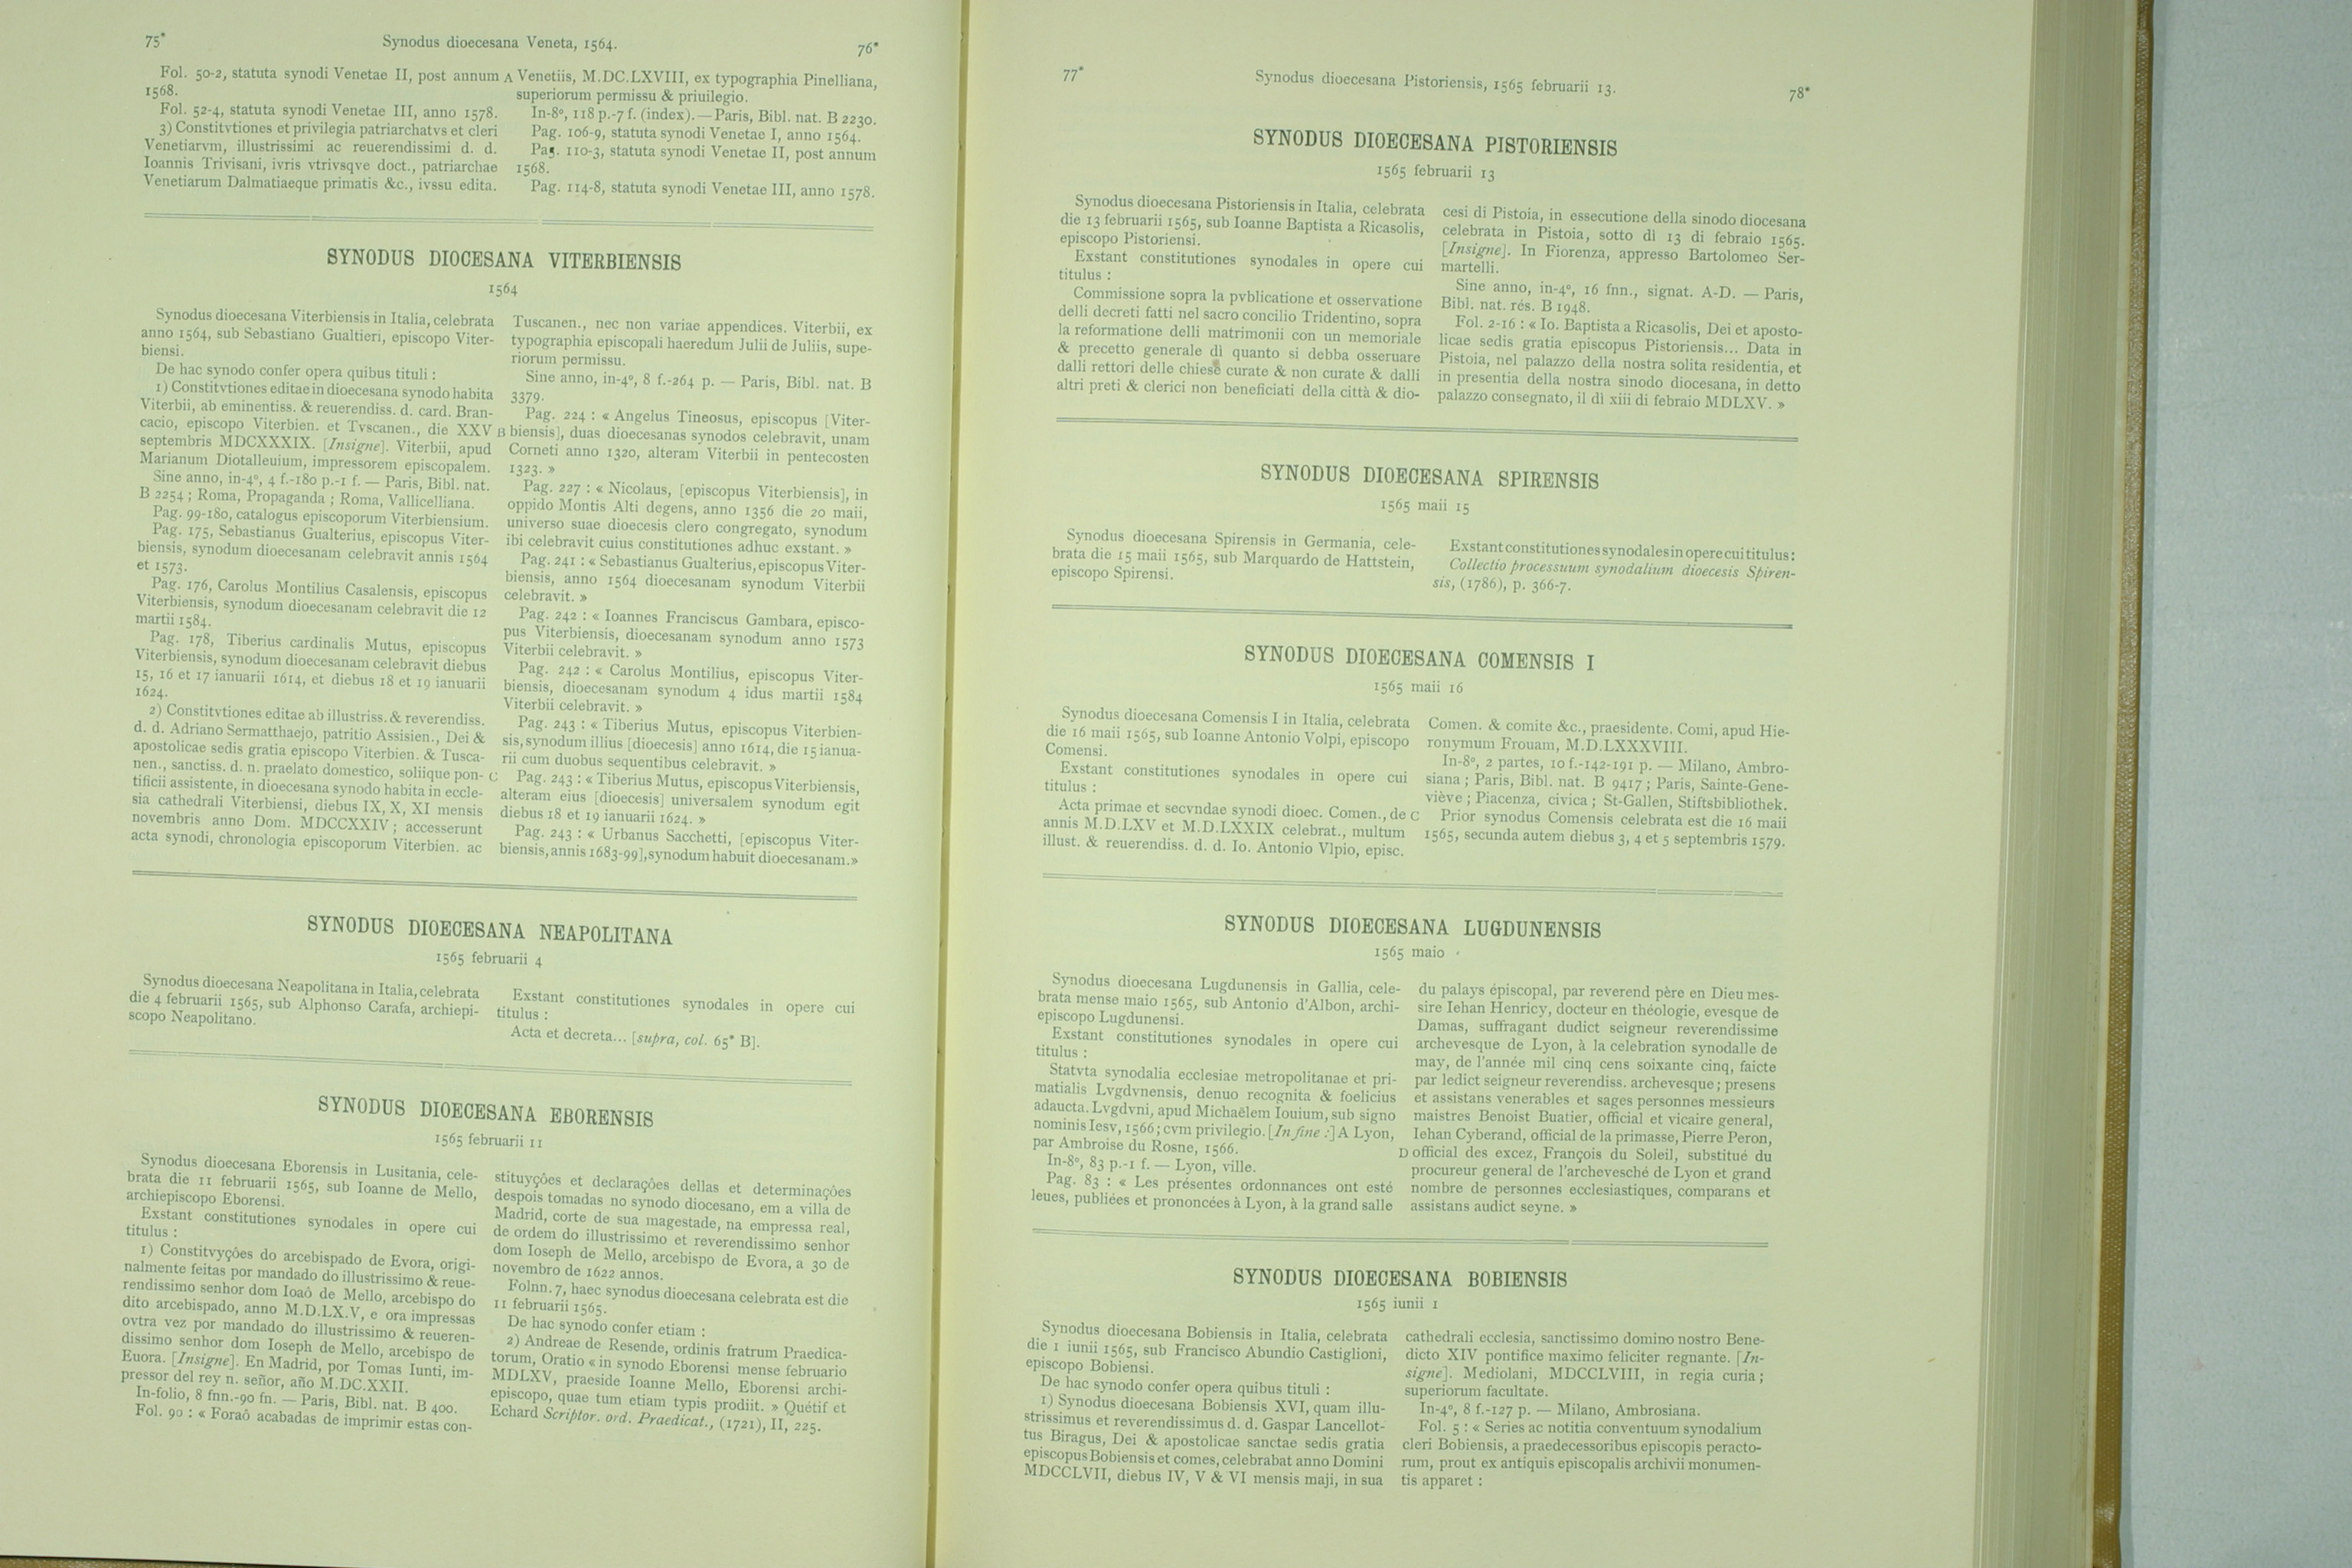 75*
Synodus dioecesana Veneta, 1564.
76*
Fol. 50-2, statuta synodi Venetae II, post annum
1568.
Fol. 52-4, statuta synodi Venetae III, anno 1578.
3) Constitvtiones et privilegia patriarchatvs et cleri
Venetiarvm, illustrissimi ac reuerendissimi d. d.
Ioannis Trivisani, ivris vtrivsqve doct., patriarchae
Venetiarum Dalmatiaeque primatis &c., ivssu edita.
A
Venetiis, M.DC.LXVIII, ex typographia Pinelliana,
superiorum permissu & priuilegio.
In-8°, 118 p.-7 f. (index). — Paris, Bibl. nat. B 2230.
Pag. 106-9, statuta synodi Venetae I, anno 1564.
Pag. 110-3, statuta synodi Venetae II, post annum
1568.
Pag. 114-8, statuta synodi Venetae III, anno 1578.
SYNODUS DIOCESANA VITERBIENSIS
1564
Synodus dioecesana Viterbiensis in Italia, celebrata
anno 1564, sub Sebastiano Gualtieri, episcopo Viter-
biensi.
De hac synodo confer opera quibus tituli :
1) Constitvtiones editae in dioecesana synodo habita
Viterbii, ab eminentiss. & reuerendiss. d. card. Bran-
cacio, episcopo Viterbien. et Tvscanen., die XXV
septembris MDCXXXIX. [Insigne]. Viterbii, apud
Marianum Diotalleuium, impressorem episcopalem.
Sine anno, in-4°, 4 f.-180 p.-1 f. — Paris, Bibl. nat.
B 2254 ; Roma, Propaganda ; Roma, Vallicelliana.
Pag. 99-180, catalogus episcoporum Viterbiensium.
Pag. 175, Sebastianus Gualterius, episcopus Viter-
biensis, synodum dioecesanam celebravit annis 1564
et 1573.
Pag. 176, Carolus Montilius Casalensis, episcopus
Viterbiensis, synodum dioecesanam celebravit die 12
martii 1584.
Pag. 178, Tiberius cardinalis Mutus, episcopus
Viterbiensis, synodum dioecesanam celebravit diebus
15, 16 et 17 ianuarii 1614, et diebus 18 et 19 ianuarii
1624.
2) Constitvtiones editae ab illustriss. & reverendiss.
d. d. Adriano Sermatthaejo, patritio Assisien., Dei &
apostolicae sedis gratia episcopo Viterbien. & Tusca-
nen., sanctiss. d. n. praelato domestico, soliique pon-
tificii assistente, in dioecesana synodo habita in eccle-
sia cathedrali Viterbiensi, diebus IX, X, XI mensis
novembris anno Dom. MDCCXXIV ; accesserunt
acta synodi, chronologia episcoporum Viterbien. ac
Tuscanen., nec non variae appendices. Viterbii, ex
typographia episcopali haeredum Julii de Juliis, supe-
riorum permissu.
Sine anno, in-4°, 8 f.-264 p. — Paris, Bibl. nat. B
3379.
Pag. 224 : « Angelus Tineosus, episcopus [Viter-
B
biensis], duas dioecesanas synodos celebravit, unam
Corneti anno 1320, alteram Viterbii in pentecosten
1323. »
Pag. 227 : « Nicolaus, [episcopus Viterbiensis], in
oppido Montis Alti degens, anno 1356 die 20 maii,
universo suae dioecesis clero congregato, synodum
ibi celebravit cuius constitutiones adhuc exstant. »
Pag. 241 : « Sebastianus Gualterius, episcopus Viter-
biensis, anno 1564 dioecesanam synodum Viterbii
celebravit. »
Pag. 242 : « Ioannes Franciscus Gambara, episco-
pus Viterbiensis, dioecesanam synodum anno 1573
Viterbii celebravit. »
Pag. 242 : « Carolus Montilius, episcopus Viter-
biensis, dioecesanam synodum 4 idus martii 1584
Viterbii celebravit. »
Pag. 243 : « Tiberius Mutus, episcopus Viterbien-
sis, synodum illius [dioecesis] anno 1614, die 15 ianua-
rii cum duobus sequentibus celebravit. »
C
Pag. 243 : « Tiberius Mutus, episcopus Viterbiensis,
alteram eius [dioecesis] universalem synodum egit
diebus 18 et 19 ianuarii 1624. »
Pag. 243 : « Urbanus Sacchetti, [episcopus Viter-
biensis, annis 1683-99], synodum habuit dioecesanam. »
SYNODUS DIOECESANA NEAPOLITANA
1565 februarii 4
Synodus dioecesana Neapolitana in Italia, celebrata
die 4 februarii 1565, sub Alphonso Carafa, archiepi-
scopo Neapolitano.
Exstant constitutiones synodales in opere cui
titulus :
Acta et decreta... [supra, col. 65* B].
SYNODUS DIOECESANA EBORENSIS
1565 februarii 11
Synodus dioecesana Eborensis in Lusitania, cele-
brata die 11 februarii 1565, sub Ioanne de Mello,
archiepiscopo Eborensi.
Exstant constitutiones synodales in opere cui
titulus :
1) Constitvyçôes do arcebispado de Evora, origi-
nalmente feitas por mandado do illustrissimo & reue-
rendissimo senhor dom Ioaô de Mello, arcebispo do
dito arcebispado, anno M.D.LX.V, e ora impressas
ovtra vez por mandado do illustrissimo & reueren-
dissimo senhor dom Ioseph de Mello, arcebispo de
Euora. [Insigne]. En Madrid, por Tomas Iunti, im-
pressor del rey n. señor, año M.DC.XXII.
In-folio, 8 fnn.-90 fn. — Paris, Bibl. nat. B 400.
Fol. 90 : « Foraô acabadas de imprimir estas con-
stituyçôes et declaraçôes dellas et determinaçôes
despois tomadas no synodo diocesano, em a villa de
Madrid, corte de sua magestade, na empressa real,
de ordem do illustrissimo et reverendissimo senhor
dom Ioseph de Mello, arcebispo de Evora, a 30 de
novembro de 1622 annos.
Folnn. 7, haec synodus dioecesana celebrata est die
11 februarii 1565.
De hac synodo confer etiam :
2) Andreae de Resende, ordinis fratrum Praedica-
torum, Oratio « in synodo Eborensi mense februario
MDLXV, praeside Ioanne Mello, Eborensi archi-
episcopo, quae tum etiam typis prodiit. » Quétif et
Echard Scriptor. ord. Praedicat., (1721), II, 225.
77*
Synodus dioecesana Pistoriensis, 1565 februarii 13.
78*
SYNODUS DIOECESANA PISTORIENSIS
1565 februarii 13
Synodus dioecesana Pistoriensis in Italia, celebrata
die 13 februarii 1565, sub Ioanne Baptista a Ricasolis,
episcopo Pistoriensi.
Exstant constitutiones synodales in opere cui
titulus :
Commissione sopra la pvblicatione et osservatione
delli decreti fatti nel sacro concilio Tridentino, sopra
la reformatione delli matrimonii con un memoriale
& precetto generale di quanto si debba osseruare
dalli rettori delle chiese curate & non curate & dalli
altri preti & clerici non beneficiati della città & dio-
cesi di Pistoia, in essecutione della sinodo diocesana
celebrata in Pistoia, sotto di 13 di febraio 1565.
[Insigne]. In Fiorenza, appresso Bartolomeo Ser-
martelli.
Sine anno, in-4°, 16 fnn., signat. A-D. — Paris,
Bibl. nat. rés. B 1948.
Fol. 2-16 : « Io. Baptista a Ricasolis, Dei et aposto-
licae sedis gratia episcopus Pistoriensis... Data in
Pistoia, nel palazzo della nostra solita residentia, et
in presentia della nostra sinodo diocesana, in detto
palazzo consegnato, il dì xiii di febraio MDLXV. »
SYNODUS DIOECESANA SPIRENSIS
1565 maii 15
Synodus dioecesana Spirensis in Germania, cele-
brata die 15 maii 1565, sub Marquardo de Hattstein,
episcopo Spirensi.
Exstant constitutiones synodales in opere cui titulus :
Collectio processuum synodalium dioecesis Spiren-
sis, (1786), p. 366-7.
SYNODUS DIOECESANA COMENSIS I
1565 maii 16
Synodus dioecesana Comensis I in Italia, celebrata
die 16 maii 1565, sub Ioanne Antonio Volpi, episcopo
Comensi.
Exstant constitutiones synodales in opere cui
titulus :
Acta primae et secvndae synodi dioec. Comen., de
annis M.D.LXV et M.D.LXXIX celebrat., multum
illust. & reuerendiss. d. d. Io. Antonio Vlpio, episc.
Comen. & comite &c., praesidente. Comi, apud Hie-
ronymum Frouam, M.D.LXXXVIII.
In-8°, 2 partes, 10 f.-142-191 p. — Milano, Ambro-
siana ; Paris, Bibl. nat. B 9417 ; Paris, Sainte-Gene-
viève ; Piacenza, civica ; St-Gallen, Stiftsbibliothek.
C
Prior synodus Comensis celebrata est die 16 maii
1565, secunda autem diebus 3, 4 et 5 septembris 1579.
SYNODUS DIOECESANA LUGDUNENSIS
1565 maio
Synodus dioecesana Lugdunensis in Gallia, cele-
brata mense maio 1565, sub Antonio d'Albon, archi-
episcopo Lugdunensi.
Exstant constitutiones synodales in opere cui
titulus :
Statvta synodalia ecclesiae metropolitanae et pri-
matialis Lvgdvnensis, denuo recognita & foelicius
adaucta. Lvgdvni, apud Michaëlem Iouium, sub signo
nominis Iesv, 1566 ; cvm privilegio. [In fine :] A Lyon,
par Ambroise du Rosne, 1566.
In-8°, 83 p.-1 f. — Lyon, ville.
Pag. 83 : « Les présentes ordonnances ont esté
leues, publiées et prononcées à Lyon, à la grand salle
du palays épiscopal, par reverend père en Dieu mes-
sire Iehan Henricy, docteur en théologie, evesque de
Damas, suffragant dudict seigneur reverendissime
archevesque de Lyon, à la celebration synodalle de
may, de l'année mil cinq cens soixante cinq, faicte
par ledict seigneur reverendiss. archevesque ; presens
et assistans venerables et sages personnes messieurs
maistres Benoist Buatier, official et vicaire general,
Iehan Cyberand, official de la primasse, Pierre Peron,
D
official des excez, François du Soleil, substitué du
procureur general de l'archevesché de Lyon et grand
nombre de personnes ecclesiastiques, comparans et
assistans audict seyne. »
SYNODUS DIOECESANA BOBIENSIS
1565 iunii 1
Synodus dioecesana Bobiensis in Italia, celebrata
die 1 iunii 1565, sub Francisco Abundio Castiglioni,
episcopo Bobiensi.
De hac synodo confer opera quibus tituli :
1) Synodus dioecesana Bobiensis XVI, quam illu-
strissimus et reverendissimus d. d. Gaspar Lancellot-
tus Biragus, Dei & apostolicae sanctae sedis gratia
episcopus Bobiensis et comes, celebrabat anno Domini
MDCCLVII, diebus IV, V & VI mensis maji, in sua
cathedrali ecclesia, sanctissimo domino nostro Bene-
dicto XIV pontifice maximo feliciter regnante. [In-
signe]. Mediolani, MDCCLVIII, in regia curia ;
superiorum facultate.
In-4°, 8 f.-127 p. — Milano, Ambrosiana.
Fol. 5 : « Series ac notitia conventuum synodalium
cleri Bobiensis, a praedecessoribus episcopis peracto-
rum, prout ex antiquis episcopalis archivii monumen-
tis apparet :